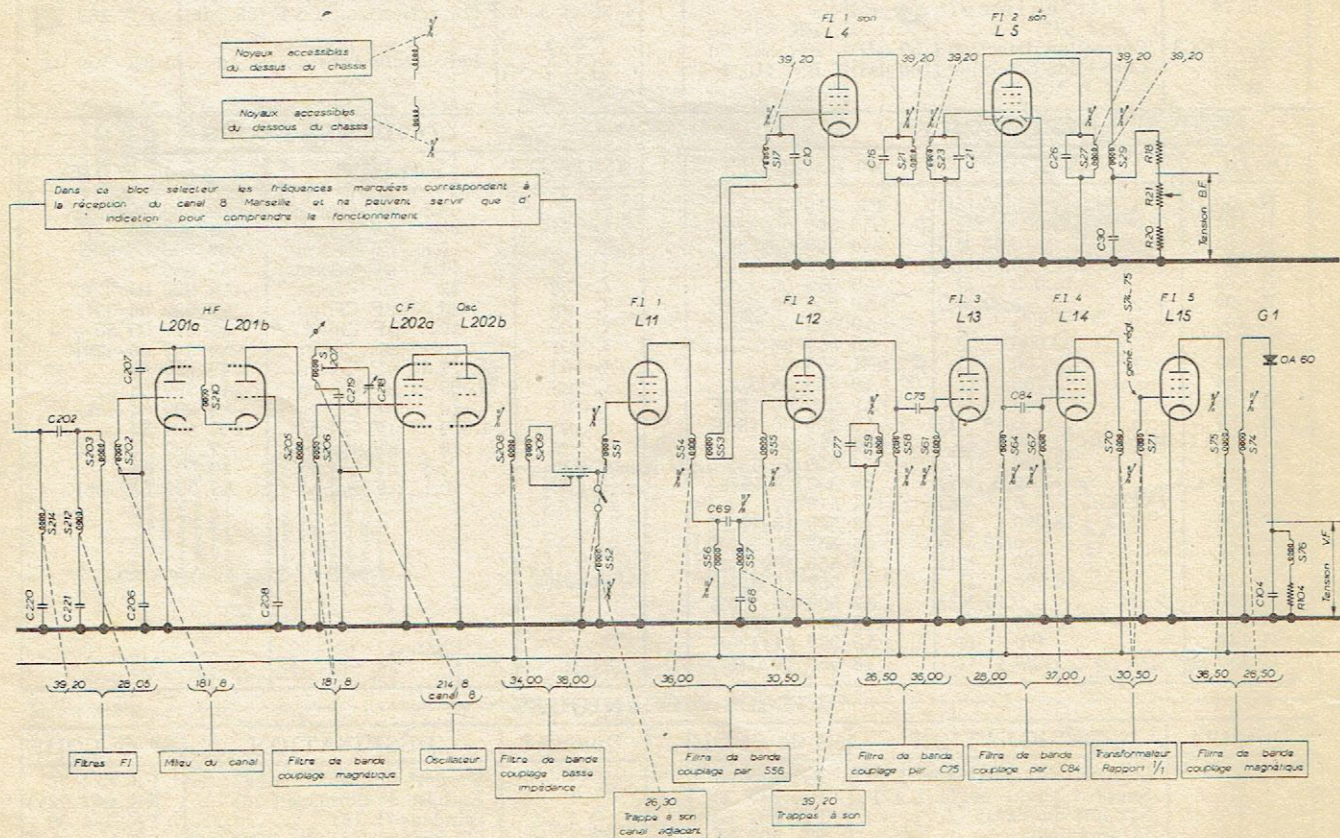 Noyaux accessibles
du dessus du chassis
Noyaux accessibles
du dessous du chassis
Dans ce bloc sélecteur les fréquences marquées correspondent à
la réception du canal 8 Marseille et ne peuvent servir que d'
indication pour comprendre le fonctionnement
F.I 1 son
L 4
F.I 2 son
L 5
39,20
39,20
39,20
39,20
39,20
S17
C10
C16
S21
S23
C21
C26
S27
S29
C30
R18
R21
R20
Tension B.F
H.F
L201a
L201b
C.F
L202a
Osc
L202b
F.I 1
L11
F.I 2
L12
F.I 3
L13
F.I 4
L14
géné. régl. S74-75
F.I 5
L15
G 1
OA 60
C207
S210
C202
S203
S202
S214
S212
C220
C221
C206
C208
S205
S206
S207
C219
C218
S208
S209
S51
S52
S54
S53
C69
S55
S56
S57
C68
C77
S59
S58
C75
S61
C84
S64
S67
S70
S71
S75
S74
S76
C104
R104
Tension V.F
39,20
28,05
181,8
181,8
214,8
canal 8
34,00
38,00
36,00
30,50
26,50
36,00
28,00
37,00
30,50
36,50
26,50
Filtres FI
Milieu du canal
Filtre de bande
couplage magnétique
Oscillateur
Filtre de bande
couplage basse
impédance
26,30
Trappe à son
canal adjacent
Filtre de bande
couplage par S56
39,20
Trappes à son
Filtre de bande
couplage par C75
Filtre de bande
couplage par C84
Transformateur
Rapport 1/1
Filtre de bande
couplage magnétique